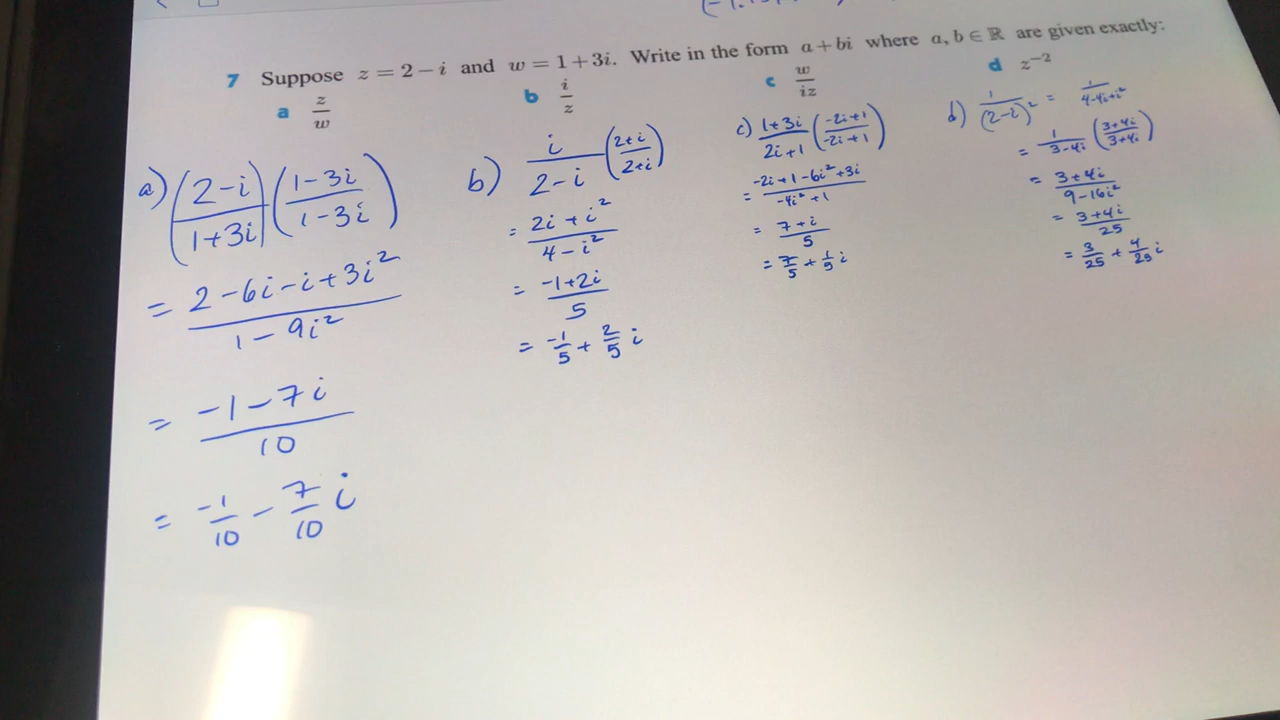 7 Suppose z = 2 − i and w = 1 + 3i. Write in the form a + bi where a, b ∈ ℝ are given exactly:
a z/w
b i/z
c w/iz
d z⁻²
a) ((2-i)/(1+3i)) ((1-3i)/(1-3i))
= (2-6i-i+3i²)/(1-9i²)
= (-1-7i)/10
= -1/10 - 7/10 i
b) i/(2-i) ((2+i)/(2+i))
= (2i+i²)/(4-i²)
= (-1+2i)/5
= -1/5 + 2/5 i
c) (1+3i)/(2i+1) ((-2i+1)/(-2i+1))
= (-2i+1-6i²+3i)/(-4i²+1)
= (7+i)/5
= 7/5 + 1/5 i
d) 1/(2-i)² = 1/(4-4i+i²)
= 1/(3-4i) ((3+4i)/(3+4i))
= (3+4i)/(9-16i²)
= (3+4i)/25
= 3/25 + 4/25 i